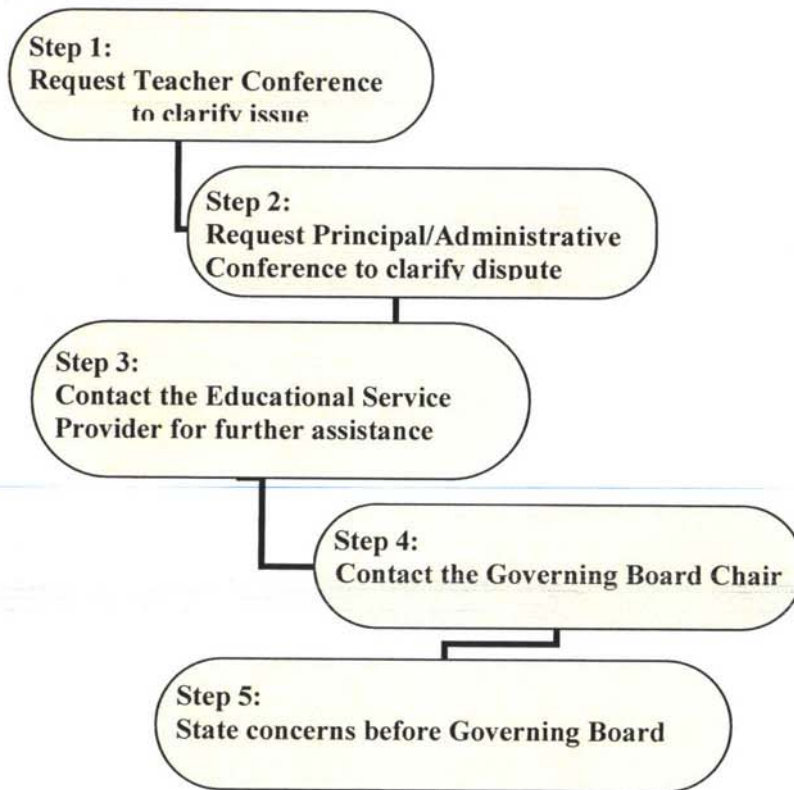 Step 1:
Request Teacher Conference
to clarify issue
Step 2:
Request Principal/Administrative
Conference to clarify dispute
Step 3:
Contact the Educational Service
Provider for further assistance
Step 4:
Contact the Governing Board Chair
Step 5:
State concerns before Governing Board